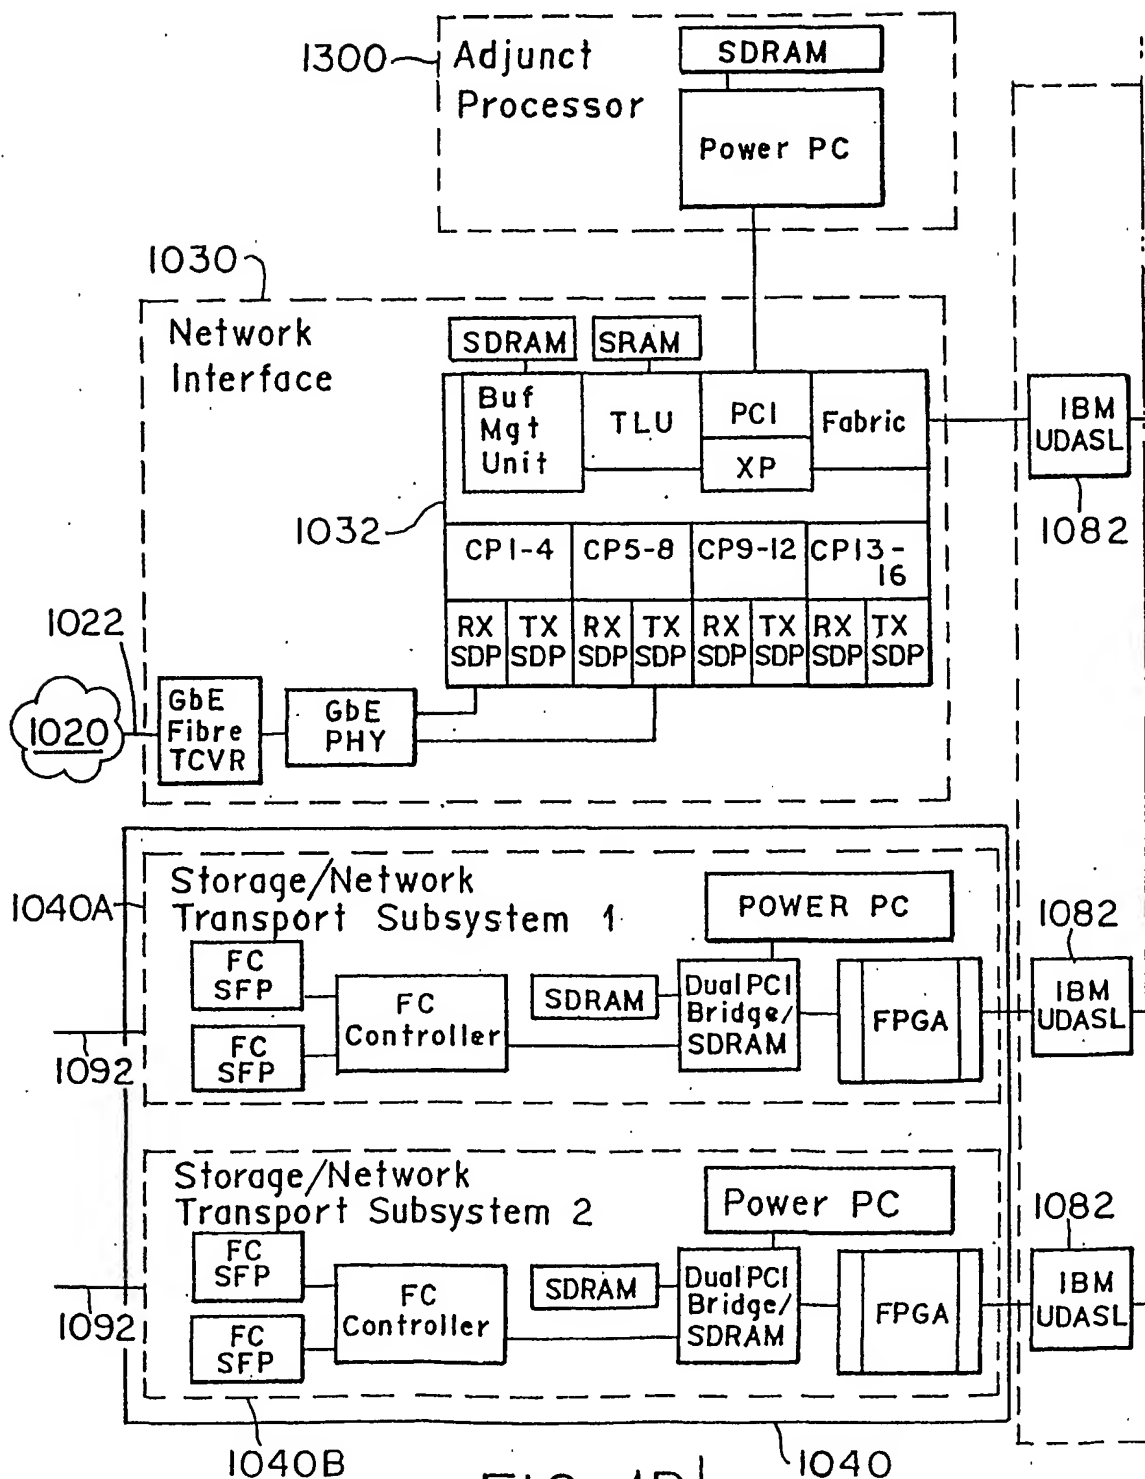 1300
Adjunct
Processor
SDRAM
Power PC
1030
Network
Interface
SDRAM
SRAM
Buf
Mgt
Unit
TLU
PCI
XP
Fabric
IBM
UDASL
1082
1032
CP1-4
CP5-8
CP9-12
CP13-
16
RX
SDP
TX
SDP
RX
SDP
TX
SDP
RX
SDP
TX
SDP
RX
SDP
TX
SDP
1022
1020
GbE
Fibre
TCVR
GbE
PHY
1040A
Storage/Network
Transport Subsystem 1
POWER PC
1082
FC
SFP
FC
SFP
FC
Controller
SDRAM
Dual PCI
Bridge/
SDRAM
FPGA
IBM
UDASL
1092
Storage/Network
Transport Subsystem 2
Power PC
1082
FC
SFP
FC
SFP
FC
Controller
SDRAM
Dual PCI
Bridge/
SDRAM
FPGA
IBM
UDASL
1092
1040B
1040